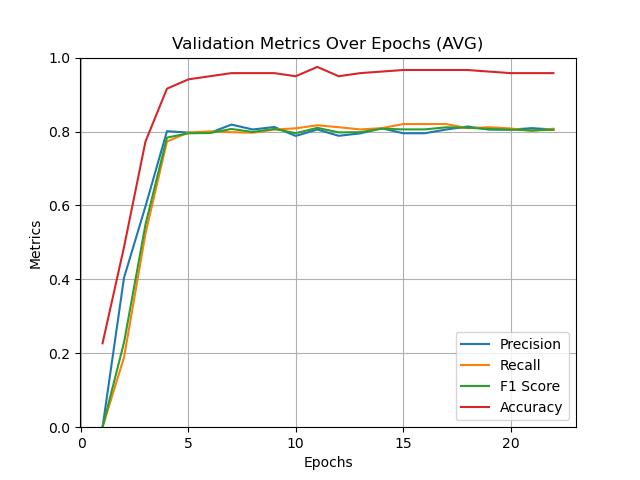 Validation Metrics Over Epochs (AVG)
1.0
0.8
0.6
0.4
0.2
0.0
Metrics
Precision
Recall
F1 Score
Accuracy
0 5 10 15 20
Epochs